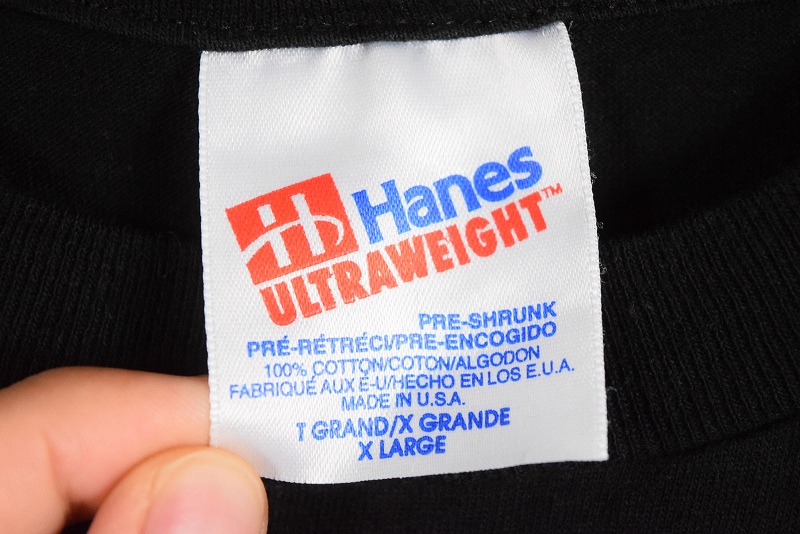 Hanes
ULTRAWEIGHT™
PRE-SHRUNK
PRÉ-RÉTRÉCI/PRE-ENCOGIDO
100% COTTON/COTON/ALGODON
FABRIQUÉ AUX É-U/HECHO EN LOS E.U.A.
MADE IN U.S.A.
T GRAND/X GRANDE
X LARGE